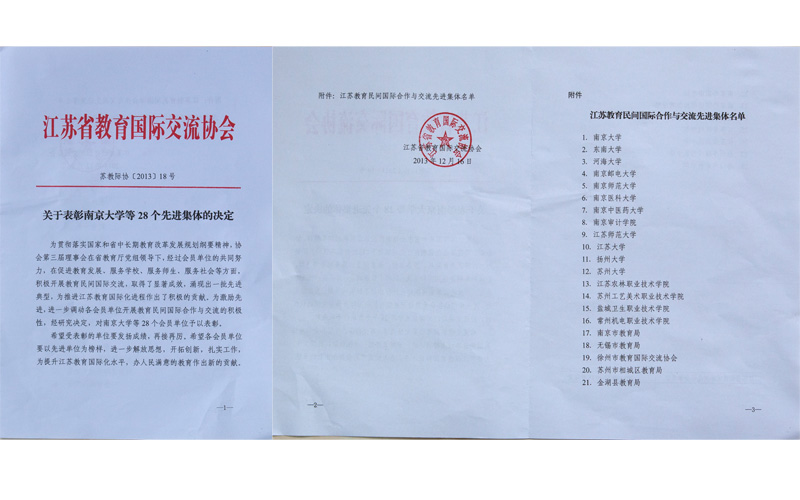 江苏省教育国际交流协会
苏教际协〔2013〕18 号
关于表彰南京大学等 28 个先进集体的决定
为贯彻落实国家和省中长期教育改革发展规划纲要精神，协
会第三届理事会在省教育厅党组领导下，经过会员单位的共同努
力，在促进教育发展、服务学校、服务师生、服务社会等方面，
积极开展教育民间国际交流，取得了显著成效，涌现出一批先进
典型，为推进江苏教育国际化进程作出了积极的贡献。为激励先
进，进一步调动各会员单位开展教育民间国际合作与交流的积极
性，经研究决定，对南京大学等 28 个会员单位予以表彰。
希望受表彰的单位要发扬成绩，再接再厉。希望各会员单位
要以先进单位为榜样，进一步解放思想，开拓创新，扎实工作，
为提升江苏教育国际化水平，办人民满意的教育作出新的贡献。
—1—
附件：江苏教育民间国际合作与交流先进集体名单
江苏省教育国际交流协会
江苏省教育国际交流协会
2013 年 12 月 16 日
—2—
附件
江苏教育民间国际合作与交流先进集体名单
1. 南京大学
2. 东南大学
3. 河海大学
4. 南京邮电大学
5. 南京师范大学
6. 南京医科大学
7. 南京中医药大学
8. 南京审计学院
9. 江苏师范大学
10. 江苏大学
11. 扬州大学
12. 苏州大学
13. 江苏农林职业技术学院
14. 苏州工艺美术职业技术学院
15. 盐城卫生职业技术学院
16. 常州机电职业技术学院
17. 南京市教育局
18. 无锡市教育局
19. 徐州市教育国际交流协会
20. 苏州市相城区教育局
21. 金湖县教育局
—3—